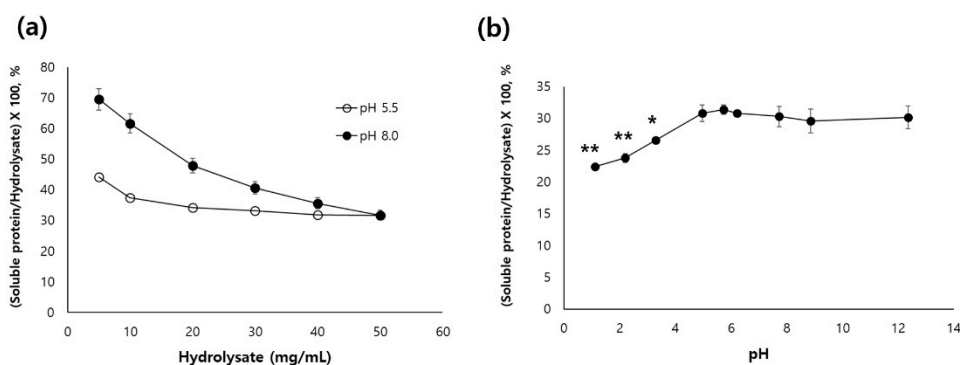 (a)
(Soluble protein/Hydrolysate) X 100, %
80
70
60
50
40
30
20
10
0
0 10 20 30 40 50 60
Hydrolysate (mg/mL)
pH 5.5
pH 8.0
(b)
(Soluble protein/Hydrolysate) X 100, %
35
30
25
20
15
10
5
0
** ** *
0 2 4 6 8 10 12 14
pH